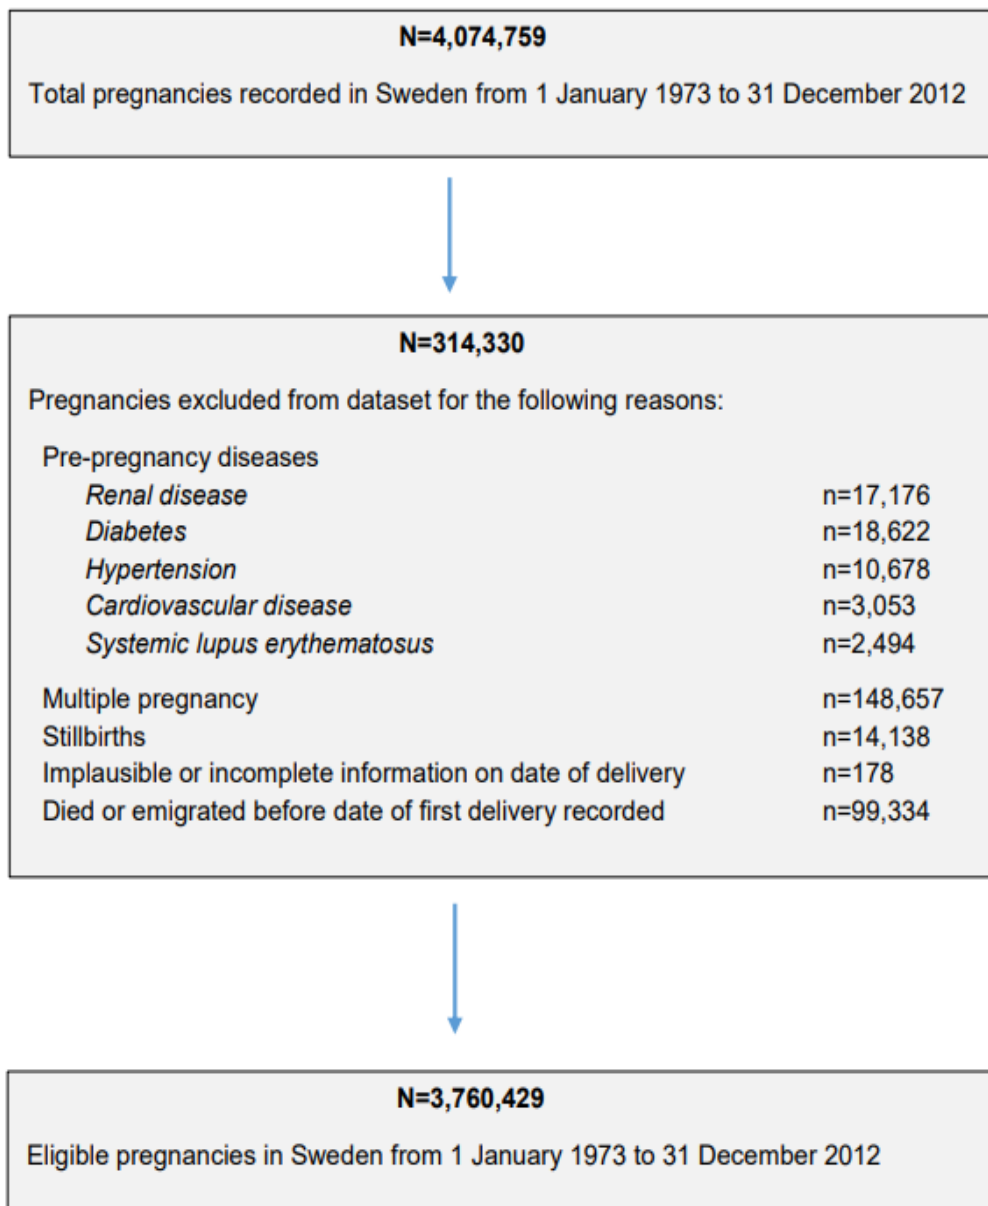 N=4,074,759
Total pregnancies recorded in Sweden from 1 January 1973 to 31 December 2012
N=314,330
Pregnancies excluded from dataset for the following reasons:
Pre-pregnancy diseases
Renal disease n=17,176
Diabetes n=18,622
Hypertension n=10,678
Cardiovascular disease n=3,053
Systemic lupus erythematosus n=2,494
Multiple pregnancy n=148,657
Stillbirths n=14,138
Implausible or incomplete information on date of delivery n=178
Died or emigrated before date of first delivery recorded n=99,334
N=3,760,429
Eligible pregnancies in Sweden from 1 January 1973 to 31 December 2012